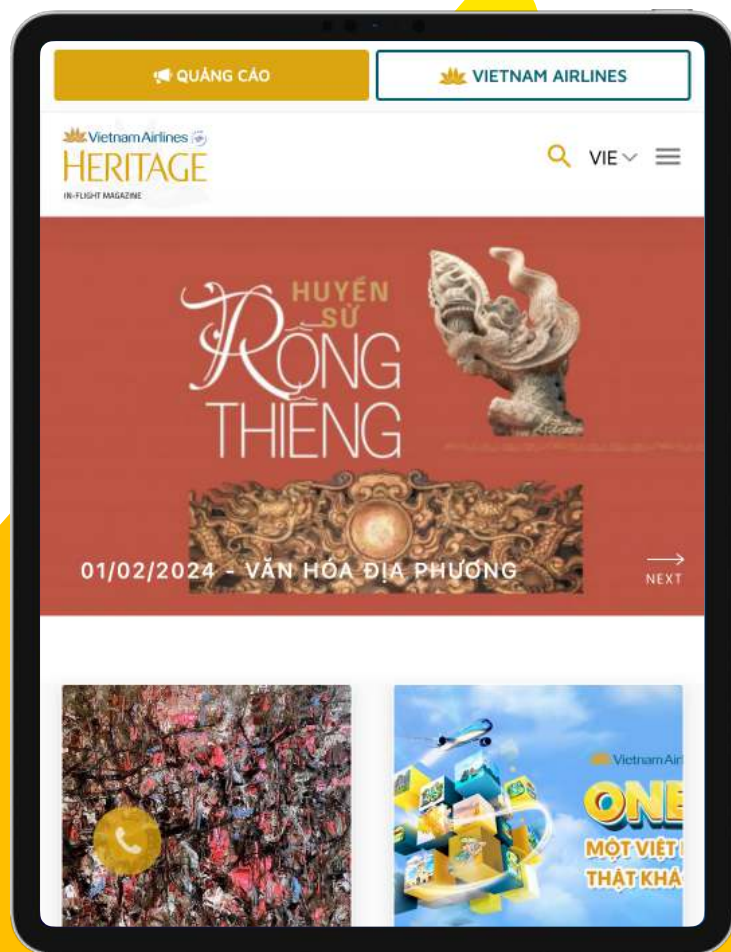 QUẢNG CÁO
VIETNAM AIRLINES
Vietnam Airlines
HERITAGE
IN-FLIGHT MAGAZINE
VIE
HUYỀN
SỬ
RỒNG
THIÊNG
01/02/2024 - VĂN HÓA ĐỊA PHƯƠNG
NEXT
Vietnam Air
ONE
MỘT VIỆT
THẬT KHÁ